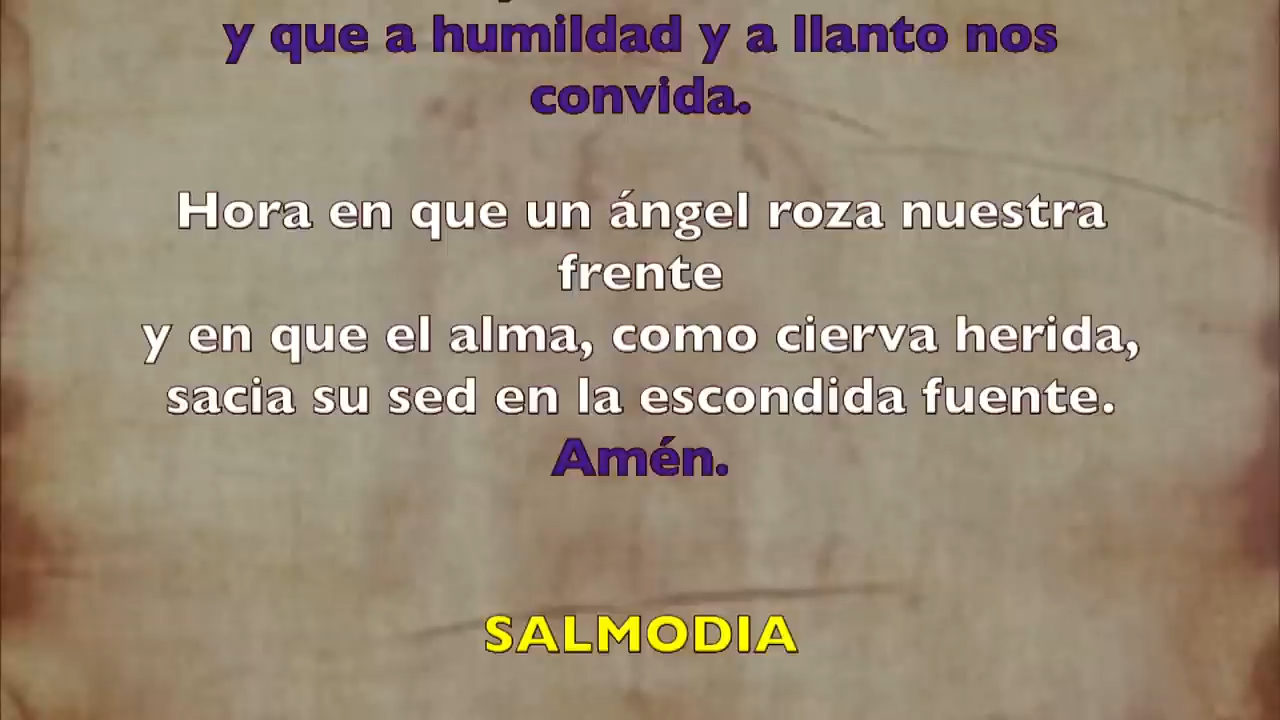 y que a humildad y a llanto nos
convida.
Hora en que un ángel roza nuestra
frente
y en que el alma, como cierva herida,
sacia su sed en la escondida fuente.
Amén.
SALMODIA